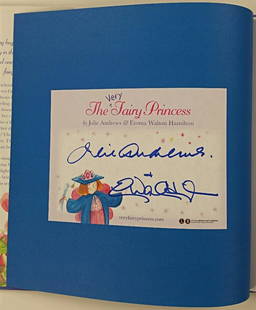 Very
The Fairy Princess
by Julie Andrews & Emma Walton Hamilton
Julie Andrews
+
veryfairyprincess.com